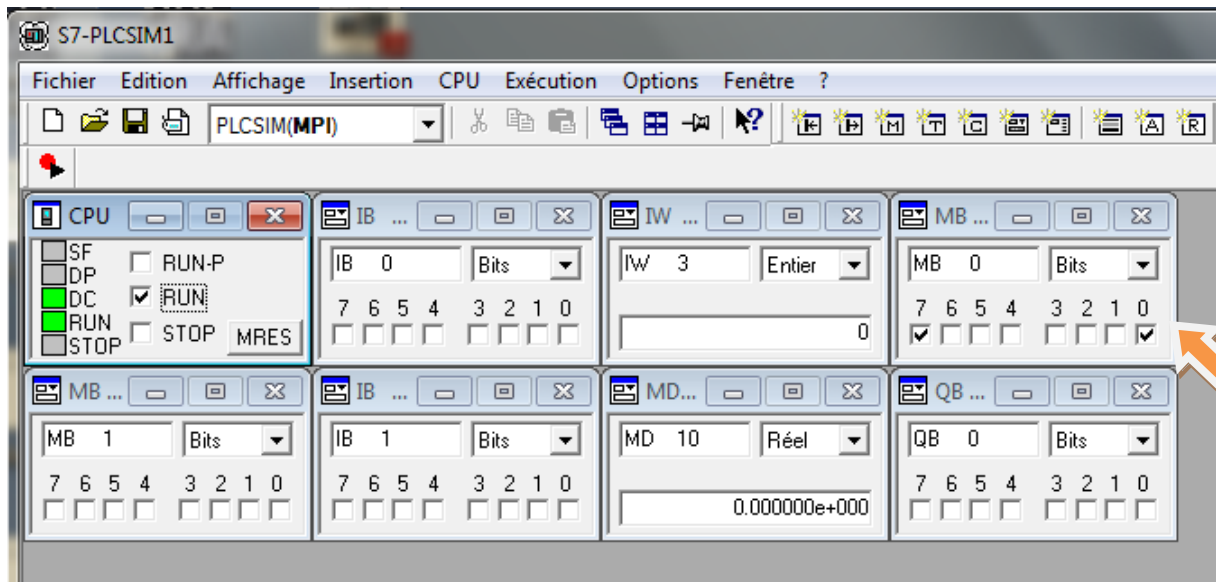 S7-PLCSIM1
Fichier Edition Affichage Insertion CPU Exécution Options Fenêtre ?
PLCSIM(MPI)
CPU
SF
DP
DC
RUN
STOP
RUN-P
RUN
STOP
MRES
IB ...
IB 0 Bits
7 6 5 4 3 2 1 0
IW ...
IW 3 Entier
0
MB ...
MB 0 Bits
7 6 5 4 3 2 1 0
MB ...
MB 1 Bits
7 6 5 4 3 2 1 0
IB ...
IB 1 Bits
7 6 5 4 3 2 1 0
MD...
MD 10 Réel
0.000000e+000
QB ...
QB 0 Bits
7 6 5 4 3 2 1 0